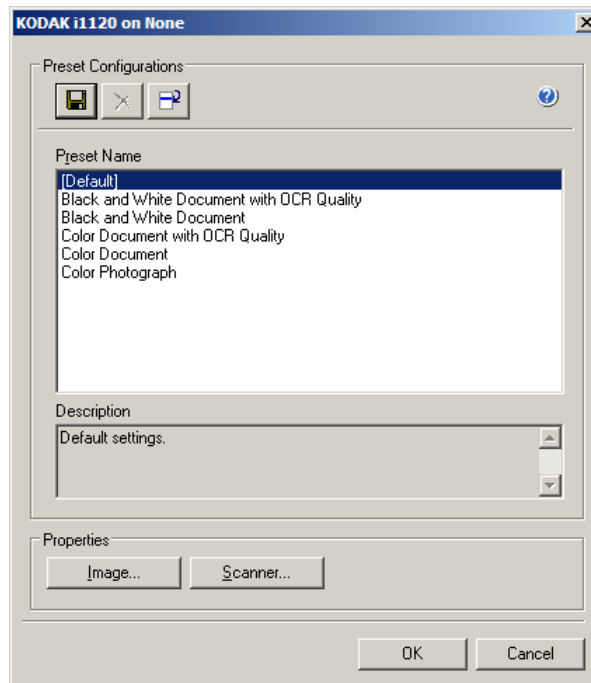 KODAK i1120 on None
Preset Configurations
Preset Name
[Default]
Black and White Document with OCR Quality
Black and White Document
Color Document with OCR Quality
Color Document
Color Photograph
Description
Default settings.
Properties
Image...
Scanner...
OK
Cancel